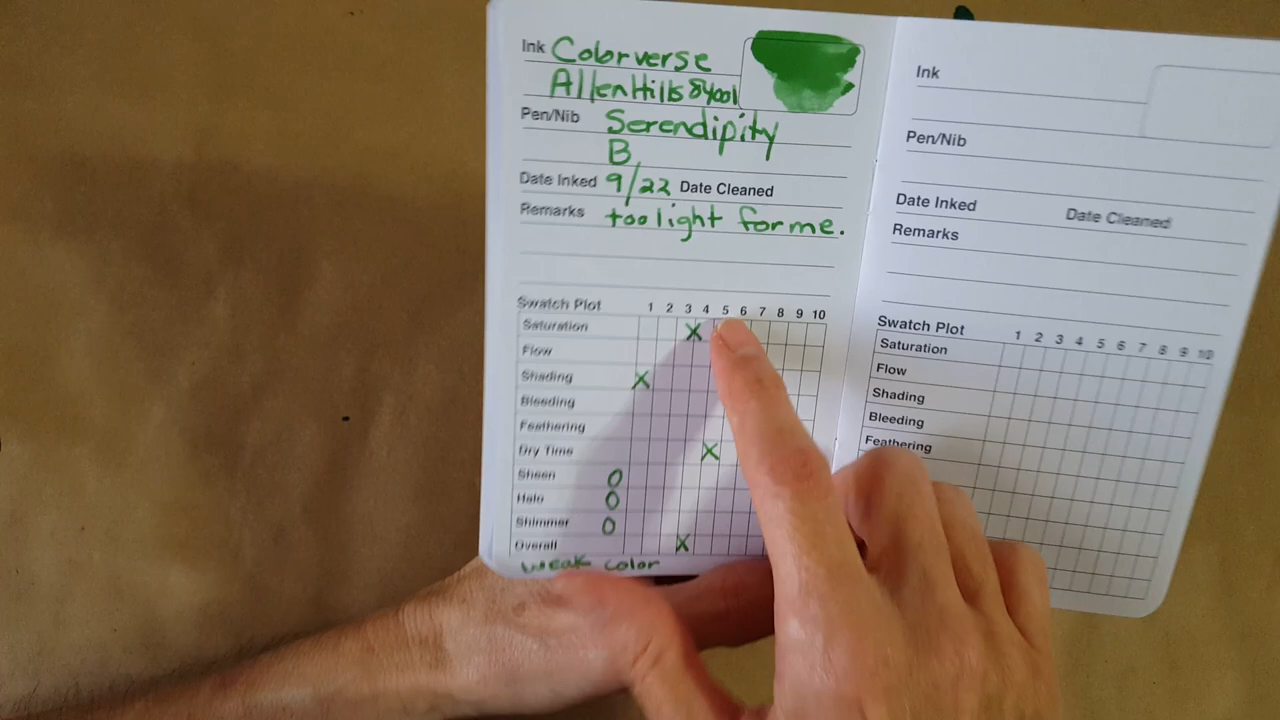 Ink Colorverse
Allen Hills 84001
Pen/Nib Serendipity
B
Date Inked 9/22 Date Cleaned
Remarks too light for me.
Swatch Plot 1 2 3 4 5 6 7 8 9 10
Saturation X
Flow
Shading X
Bleeding
Feathering
Dry Time X
Sheen 0
Halo 0
Shimmer 0
Overall X
weak color
Ink
Pen/Nib
Date Inked Date Cleaned
Remarks
Swatch Plot 1 2 3 4 5 6 7 8 9 10
Saturation
Flow
Shading
Bleeding
Feathering